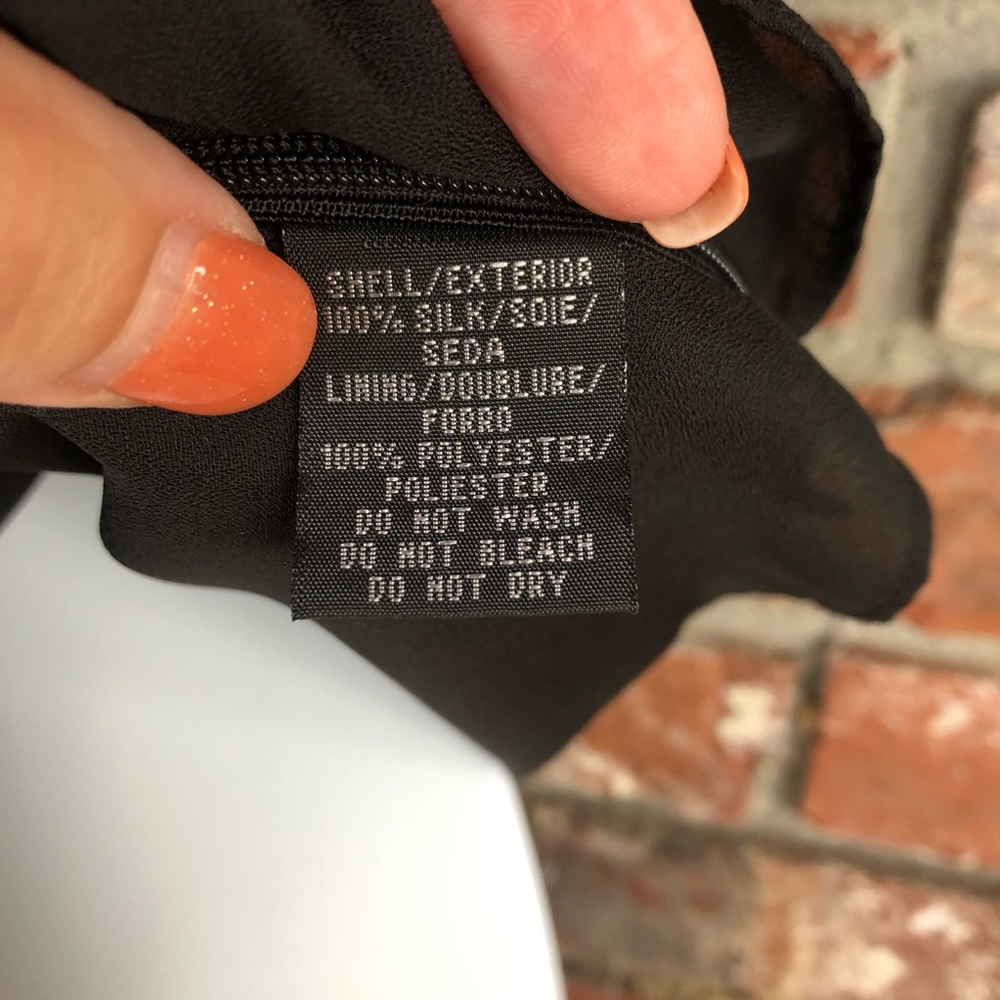 SHELL/EXTERIOR
100% SILK/SOIE/
SEDA
LINING/DOUBLURE/
FORRO
100% POLYESTER/
POLIESTER
DO NOT WASH
DO NOT BLEACH
DO NOT DRY